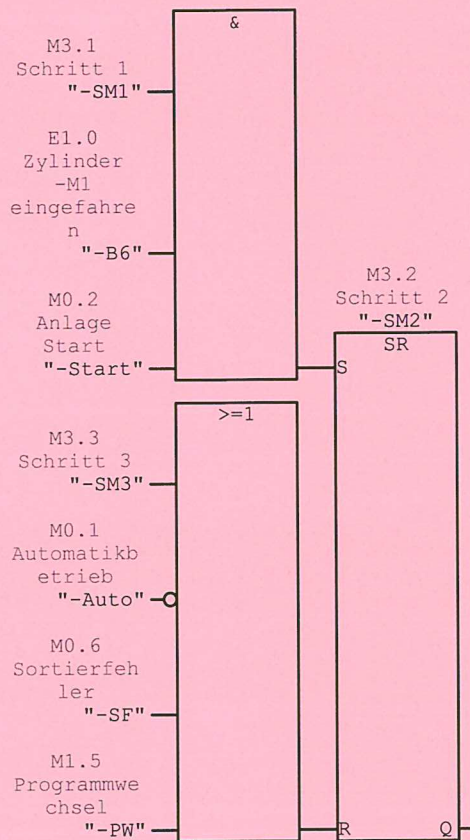 &
M3.1
Schritt 1
"-SM1"
E1.0
Zylinder
-M1
eingefahre
n
"-B6"
M0.2
Anlage
Start
"-Start"
M3.2
Schritt 2
"-SM2"
SR
S
>=1
M3.3
Schritt 3
"-SM3"
M0.1
Automatikb
etrieb
"-Auto"
M0.6
Sortierfeh
ler
"-SF"
M1.5
Programmwe
chsel
"-PW"
R
Q